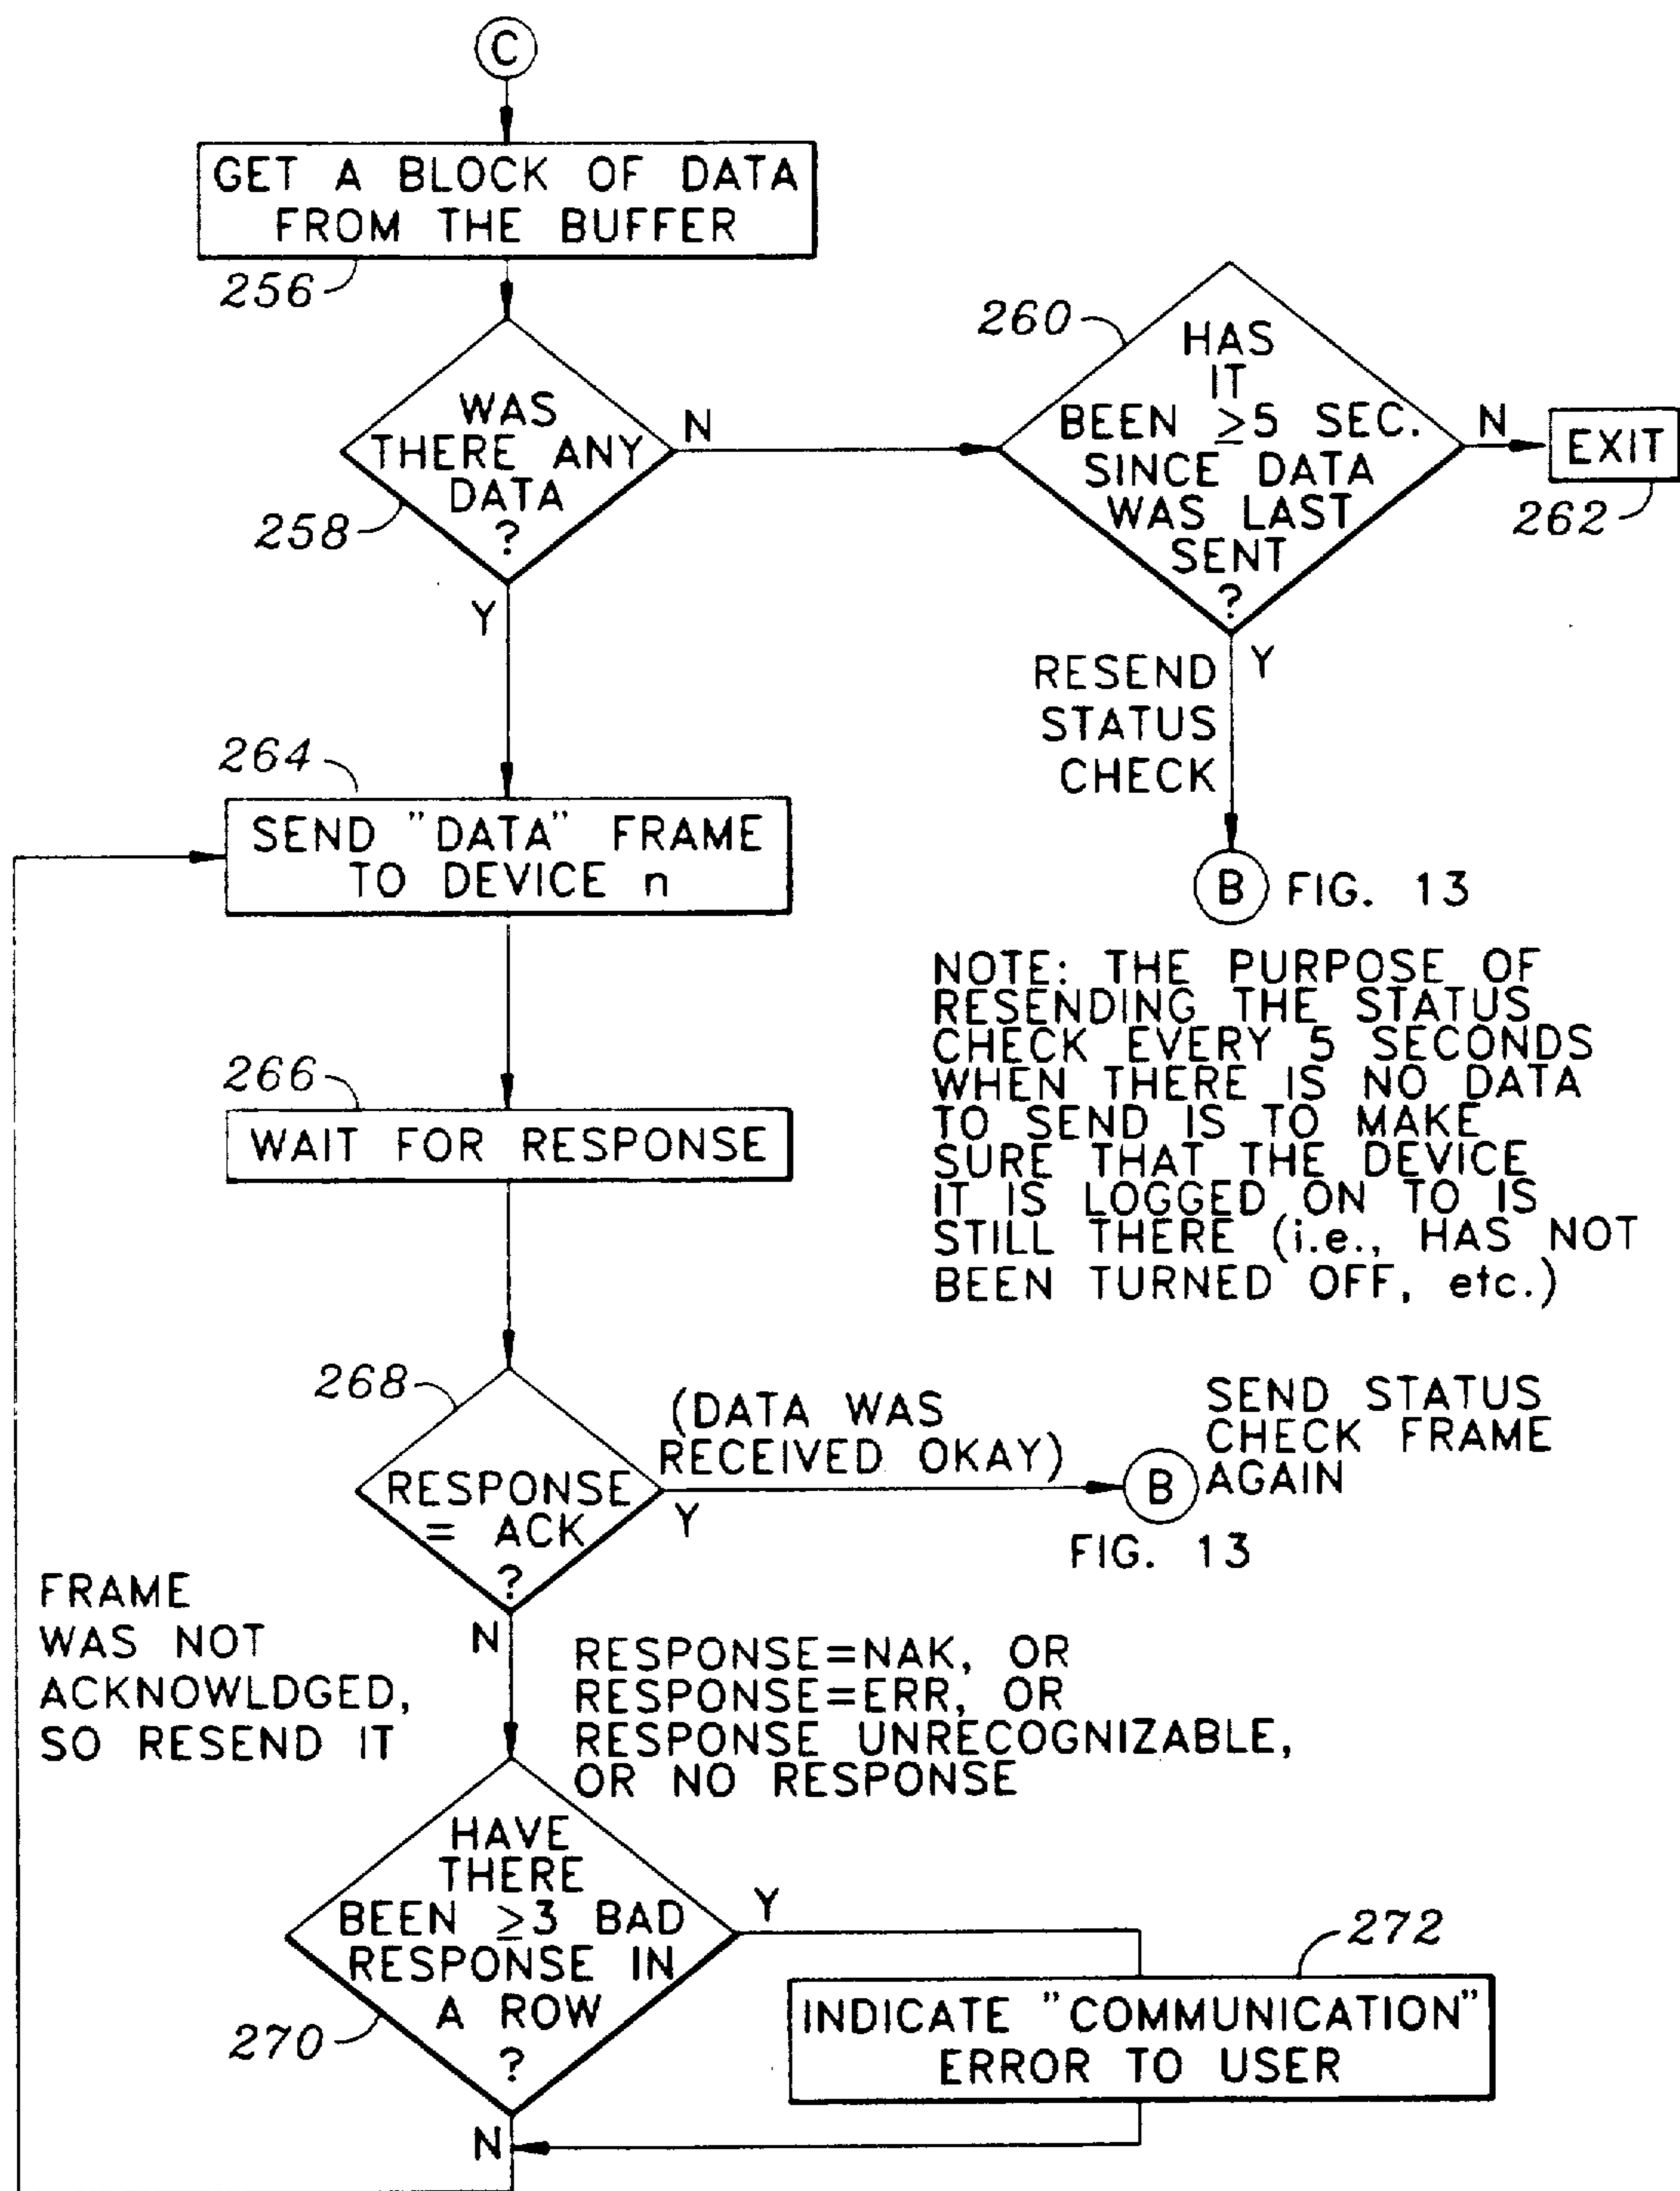 C
GET A BLOCK OF DATA
FROM THE BUFFER
256
WAS
THERE ANY
DATA
?
258
N
Y
260
HAS
IT
BEEN ≥5 SEC.
SINCE DATA
WAS LAST
SENT
?
N
EXIT
262
Y
RESEND
STATUS
CHECK
B FIG. 13
264
SEND "DATA" FRAME
TO DEVICE n
NOTE: THE PURPOSE OF
RESENDING THE STATUS
CHECK EVERY 5 SECONDS
WHEN THERE IS NO DATA
TO SEND IS TO MAKE
SURE THAT THE DEVICE
IT IS LOGGED ON TO IS
STILL THERE (i.e., HAS NOT
BEEN TURNED OFF, etc.)
266
WAIT FOR RESPONSE
268
RESPONSE
= ACK
?
(DATA WAS
RECEIVED OKAY)
Y
B
FIG. 13
SEND STATUS
CHECK FRAME
AGAIN
N
FRAME
WAS NOT
ACKNOWLDGED,
SO RESEND IT
RESPONSE=NAK, OR
RESPONSE=ERR, OR
RESPONSE UNRECOGNIZABLE,
OR NO RESPONSE
HAVE
THERE
BEEN ≥3 BAD
RESPONSE IN
A ROW
?
270
Y
272
INDICATE "COMMUNICATION"
ERROR TO USER
N